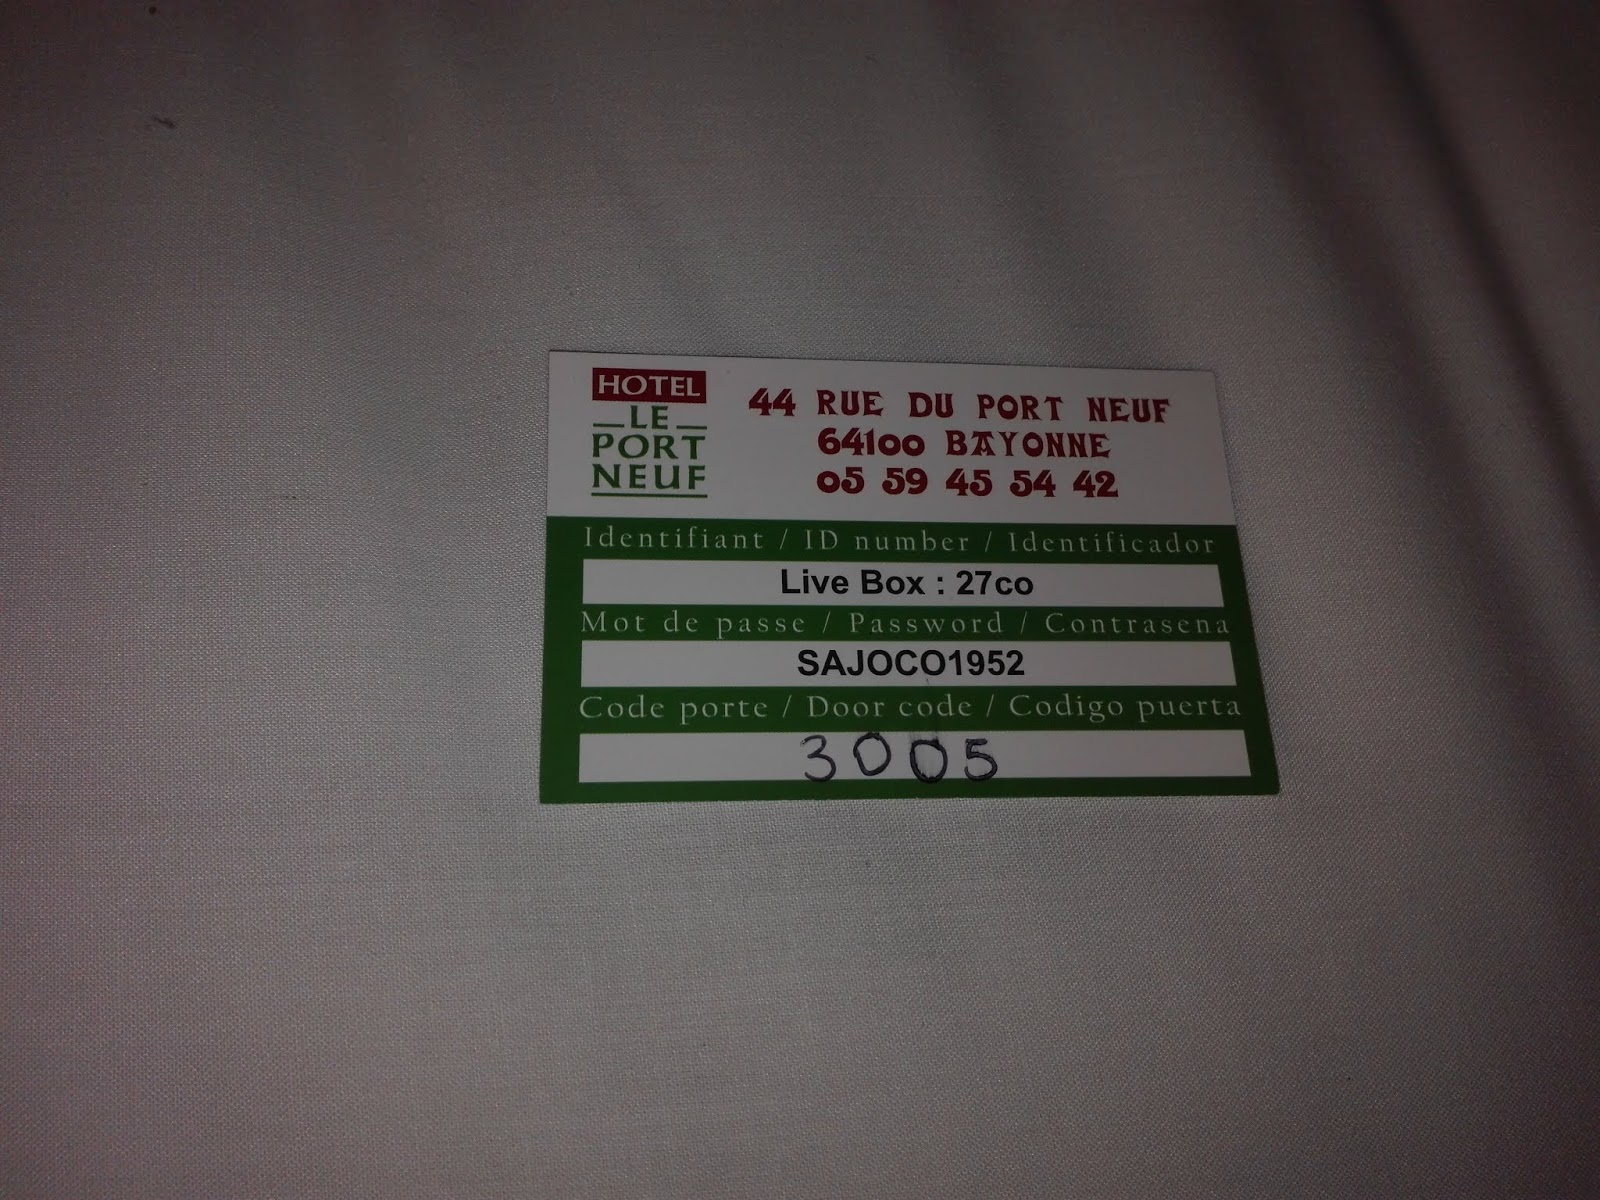 HOTEL
LE
PORT
NEUF
44 RUE DU PORT NEUF
64100 BAYONNE
05 59 45 54 42
Identifiant / ID number / Identificador
Live Box : 27co
Mot de passe / Password / Contrasena
SAJOCO1952
Code porte / Door code / Codigo puerta
3005